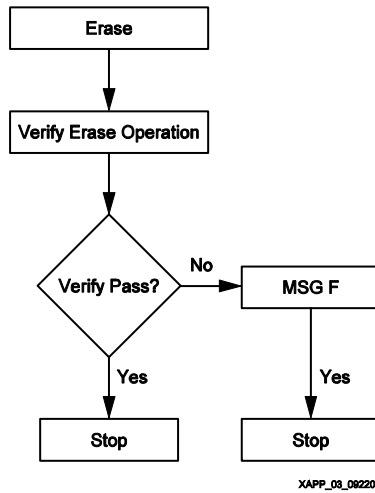 Erase
Verify Erase Operation
Verify Pass?
No
MSG F
Yes
Yes
Stop
Stop
XAPP_03_09220